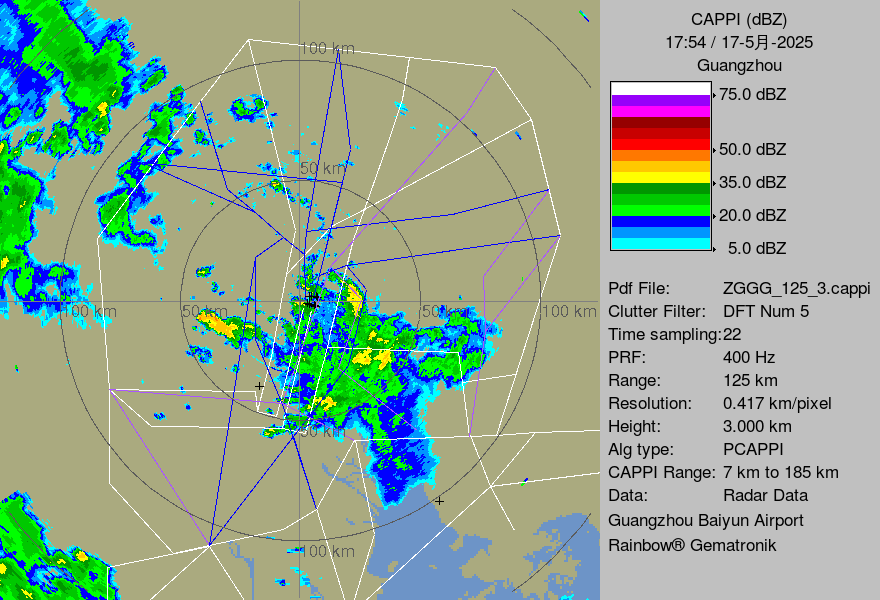 CAPPI (dBZ)
17:54 / 17-5月-2025
Guangzhou
75.0 dBZ
50.0 dBZ
35.0 dBZ
20.0 dBZ
5.0 dBZ
Pdf File: ZGGG_125_3.cappi
Clutter Filter: DFT Num 5
Time sampling:22
PRF: 400 Hz
Range: 125 km
Resolution: 0.417 km/pixel
Height: 3.000 km
Alg type: PCAPPI
CAPPI Range: 7 km to 185 km
Data: Radar Data
Guangzhou Baiyun Airport
Rainbow® Gematronik
100 km
50 km
100 km
50 km
50 km
100 km
50 km
100 km